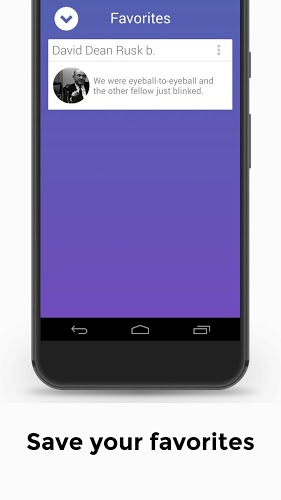 Favorites
David Dean Rusk b.
We were eyeball-to-eyeball and
the other fellow just blinked.
Save your favorites